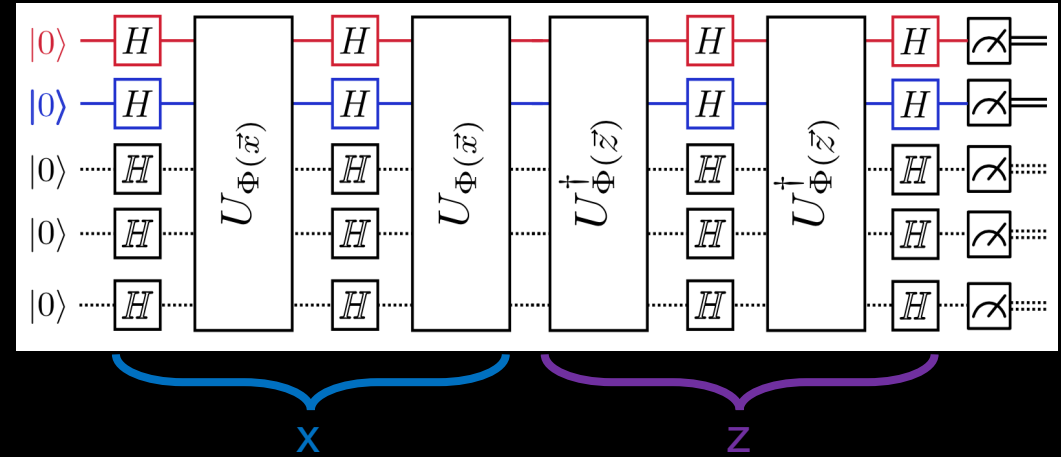 |0⟩ H H H H
|0⟩ H H H H
|0⟩ ℍ ℍ ℍ ℍ
|0⟩ ℍ ℍ ℍ ℍ
|0⟩ ℍ ℍ ℍ ℍ
U_Φ(x⃗) U_Φ(x⃗) U†_Φ(z⃗) U†_Φ(z⃗)
X Z